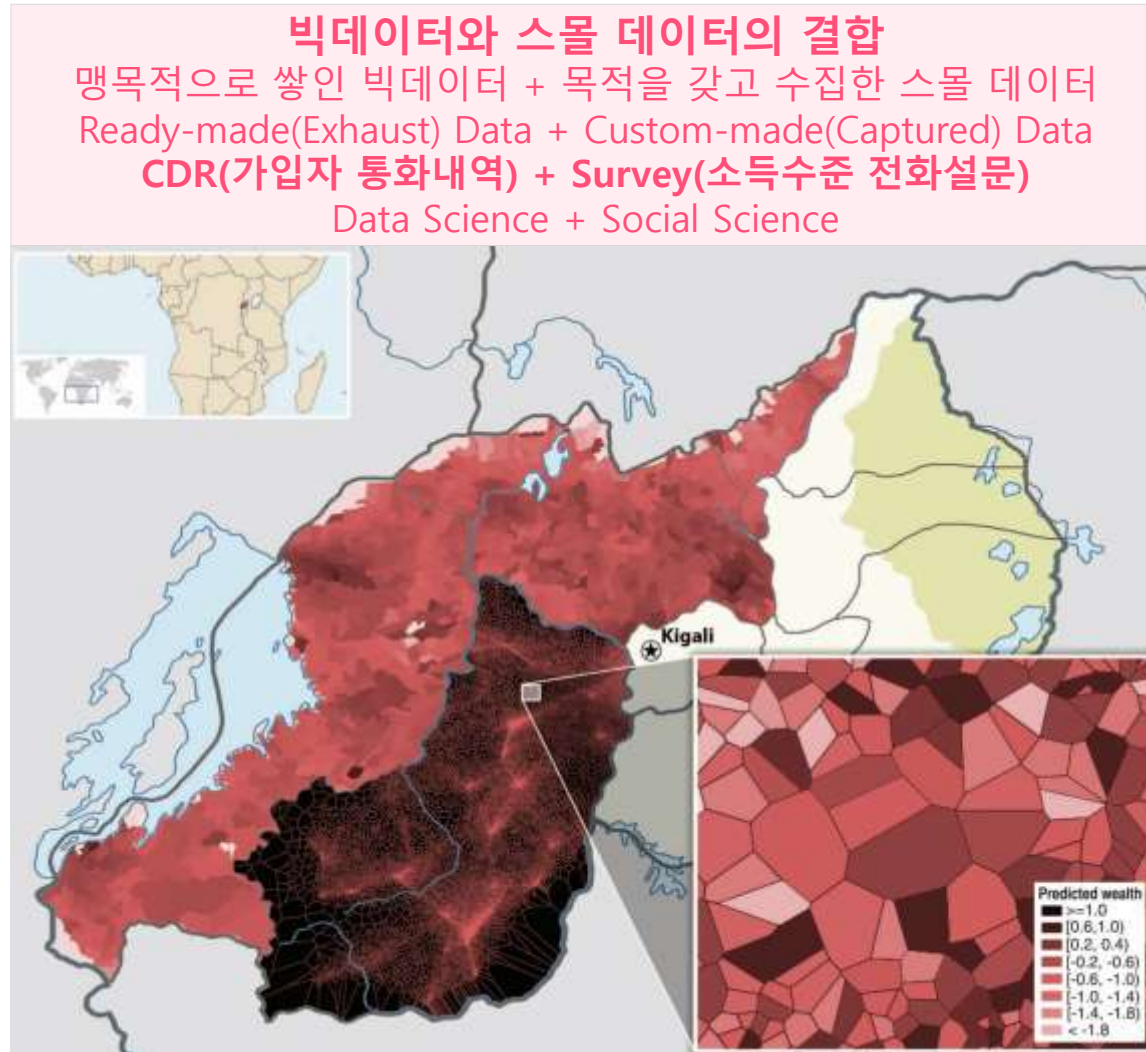 빅데이터와 스몰 데이터의 결합
맹목적으로 쌓인 빅데이터 + 목적을 갖고 수집한 스몰 데이터
Ready-made(Exhaust) Data + Custom-made(Captured) Data
CDR(가입자 통화내역) + Survey(소득수준 전화설문)
Data Science + Social Science
Kigali
Predicted wealth
>=1.0
[0.6,1.0)
[0.2, 0.4)
[-0.2, -0.6)
[-0.6, -1.0)
[-1.0, -1.4)
[-1.4, -1.8)
< -1.8